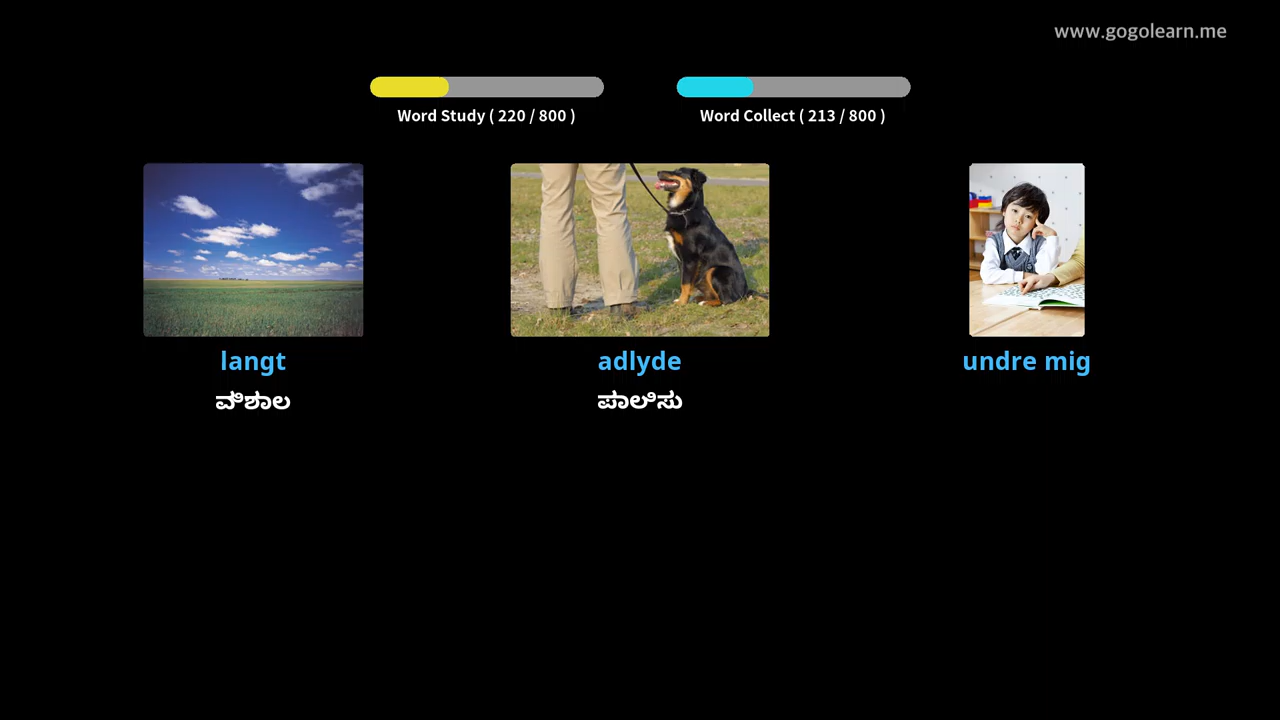 www.gogolearn.me
Word Study ( 220 / 800 )
Word Collect ( 213 / 800 )
langt
adlyde
undre mig
ವಿಶಾಲ
ಪಾಲಿಸು